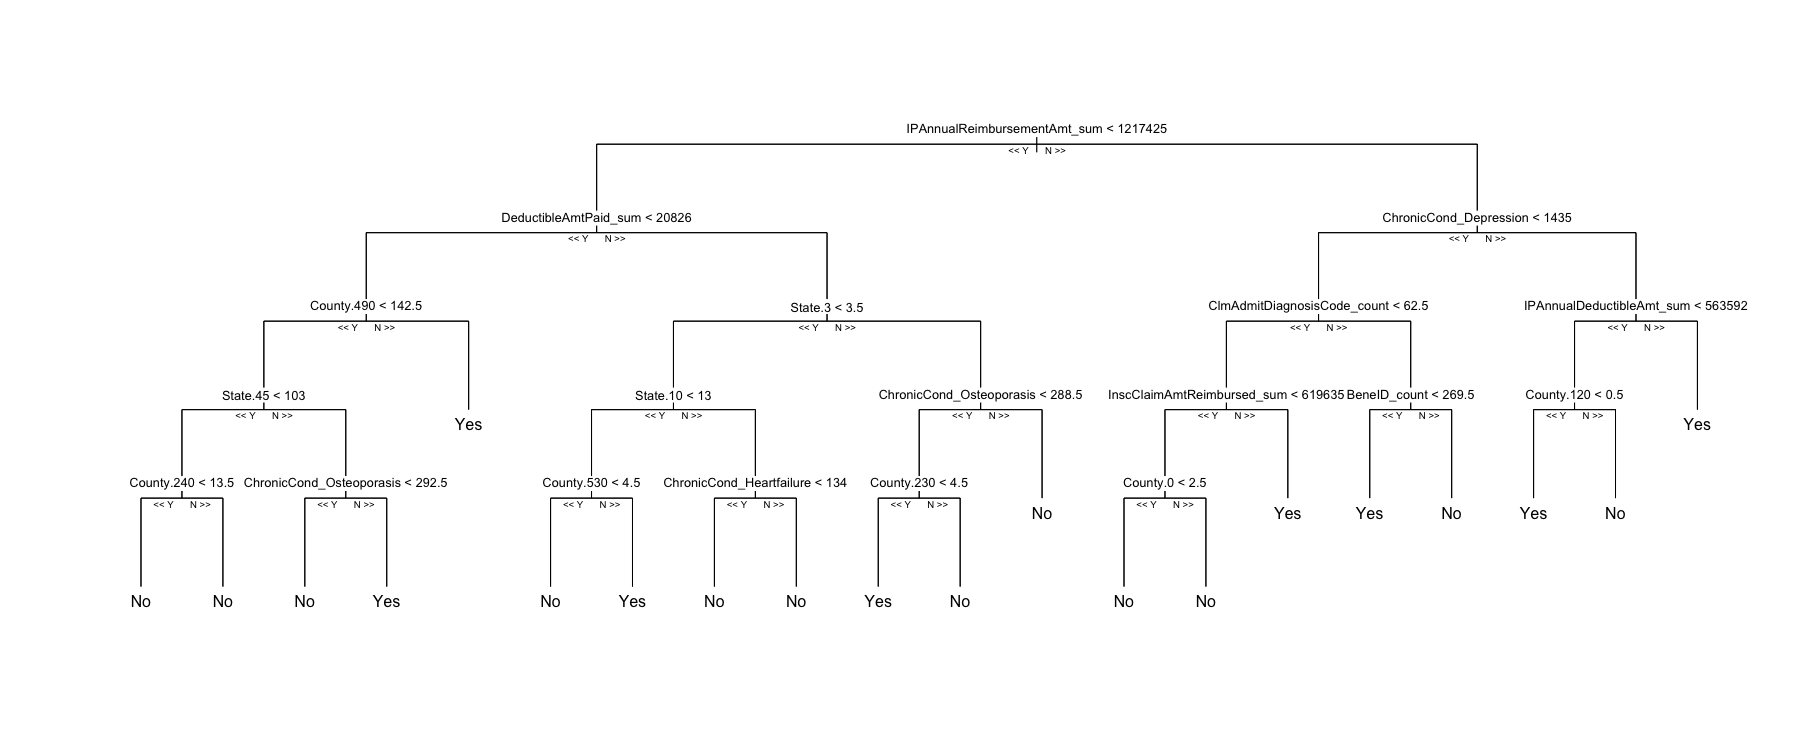 IPAnnualReimbursementAmt_sum < 1217425
<< Y N >>
DeductibleAmtPaid_sum < 20826
<< Y N >>
ChronicCond_Depression < 1435
<< Y N >>
County.490 < 142.5
<< Y N >>
State.3 < 3.5
<< Y N >>
ClmAdmitDiagnosisCode_count < 62.5
<< Y N >>
IPAnnualDeductibleAmt_sum < 563592
<< Y N >>
State.45 < 103
<< Y N >>
Yes
State.10 < 13
<< Y N >>
ChronicCond_Osteoporasis < 288.5
<< Y N >>
InscClaimAmtReimbursed_sum < 619635
<< Y N >>
BeneID_count < 269.5
<< Y N >>
County.120 < 0.5
<< Y N >>
Yes
County.240 < 13.5
<< Y N >>
ChronicCond_Osteoporasis < 292.5
<< Y N >>
County.530 < 4.5
<< Y N >>
ChronicCond_Heartfailure < 134
<< Y N >>
County.230 < 4.5
<< Y N >>
No
County.0 < 2.5
<< Y N >>
Yes
Yes
No
Yes
No
No
No
No
Yes
No
Yes
No
No
Yes
No
No
No